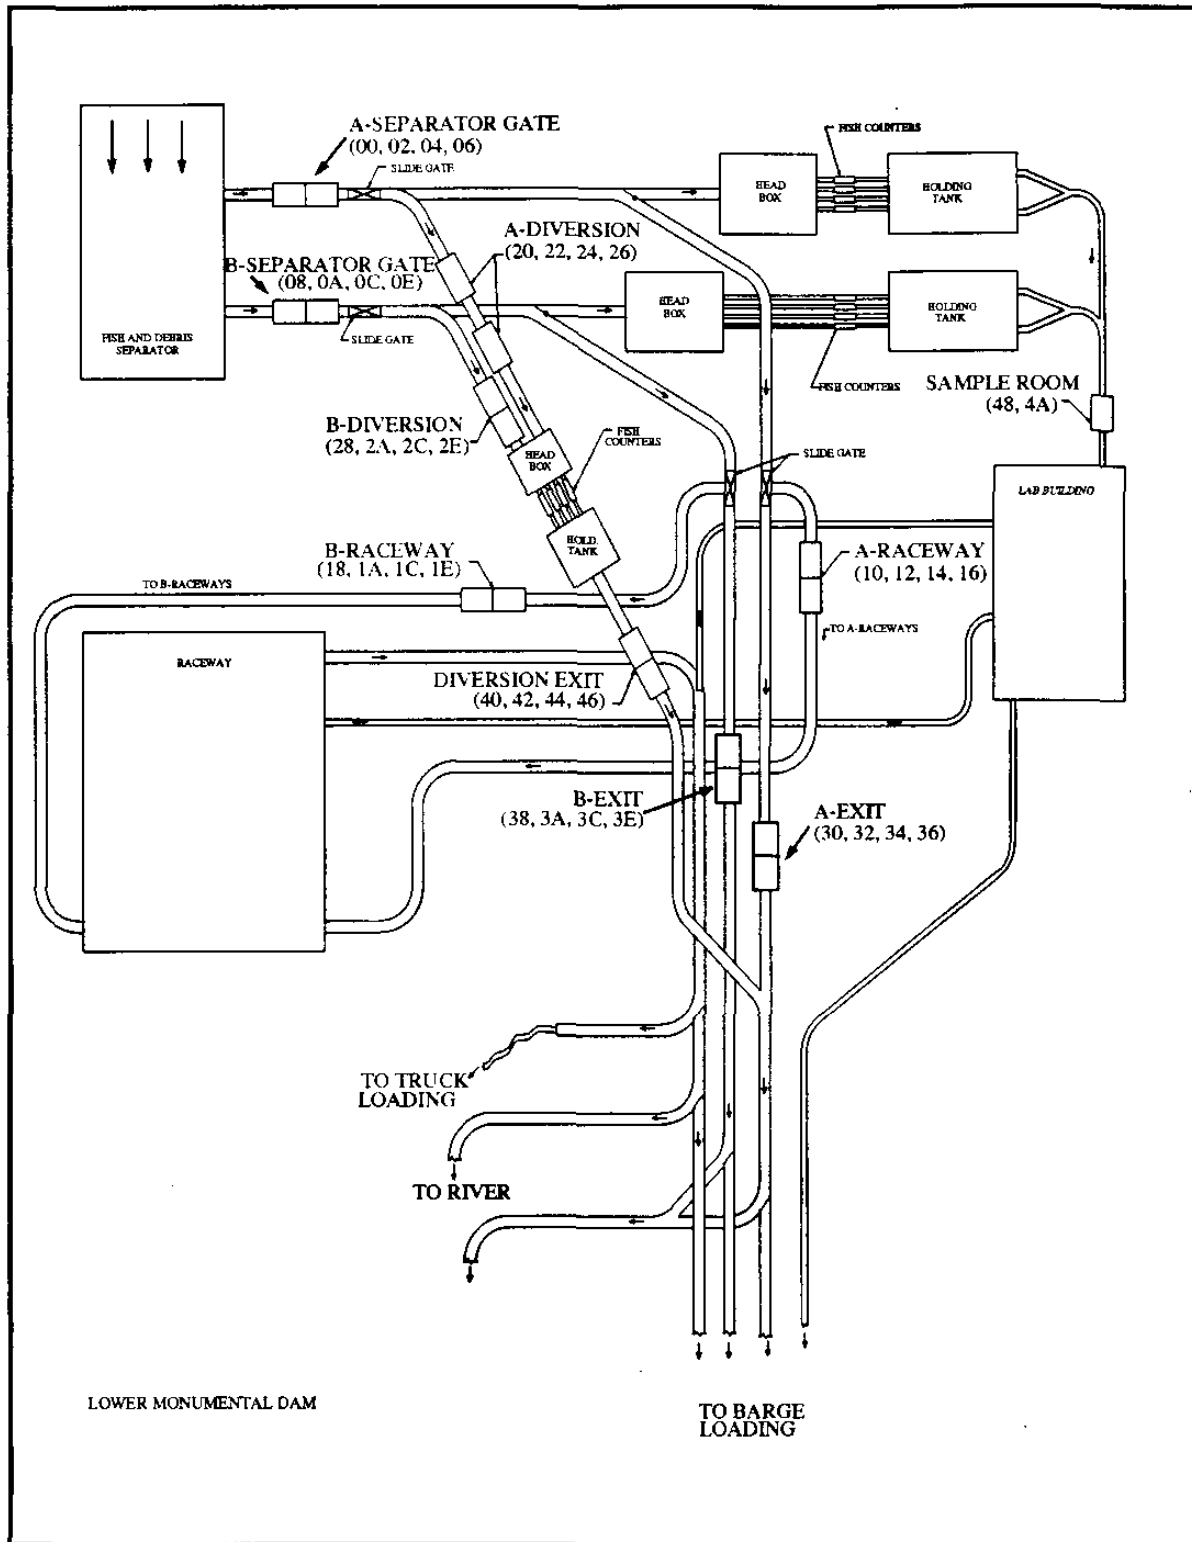 A-SEPARATOR GATE
(00, 02, 04, 06)
SLIDE GATE
FISH COUNTERS
HEAD
BOX
HOLDING
TANK
A-DIVERSION
(20, 22, 24, 26)
B-SEPARATOR GATE
(08, 0A, 0C, 0E)
HEAD
BOX
HOLDING
TANK
FISH AND DEBRIS
SEPARATOR
SLIDE GATE
FISH COUNTERS
SAMPLE ROOM
(48, 4A)
B-DIVERSION
(28, 2A, 2C, 2E)
FISH
COUNTERS
HEAD
BOX
SLIDE GATE
LAB BUILDING
HOLD.
TANK
B-RACEWAY
(18, 1A, 1C, 1E)
A-RACEWAY
(10, 12, 14, 16)
TO B-RACEWAYS
TO A-RACEWAYS
RACEWAY
DIVERSION EXIT
(40, 42, 44, 46)
B-EXIT
(38, 3A, 3C, 3E)
A-EXIT
(30, 32, 34, 36)
TO TRUCK
LOADING
TO RIVER
LOWER MONUMENTAL DAM
TO BARGE
LOADING